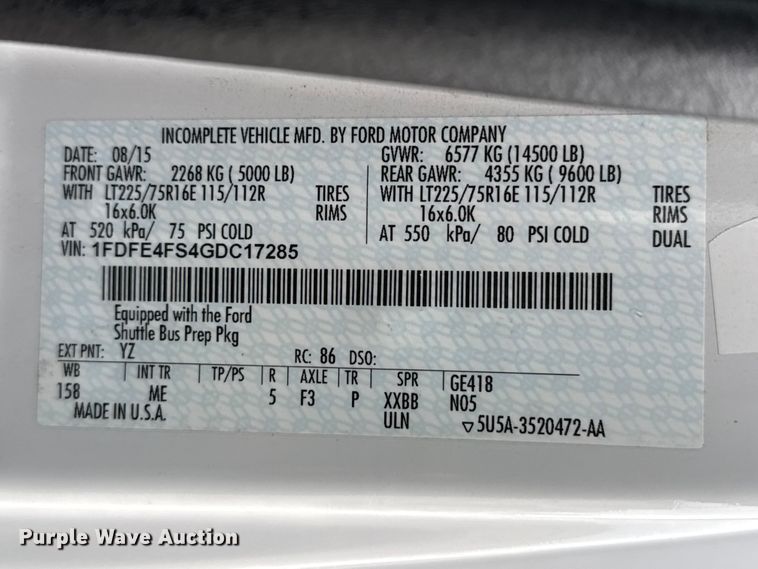 INCOMPLETE VEHICLE MFD. BY FORD MOTOR COMPANY
DATE: 08/15 GVWR: 6577 KG (14500 LB)
FRONT GAWR: 2268 KG ( 5000 LB) REAR GAWR: 4355 KG ( 9600 LB)
WITH LT225/75R16E 115/112R TIRES WITH LT225/75R16E 115/112R TIRES
16x6.0K RIMS 16x6.0K RIMS
AT 520 kPa/ 75 PSI COLD AT 550 kPa/ 80 PSI COLD DUAL
VIN: 1FDFE4FS4GDC17285
Equipped with the Ford
Shuttle Bus Prep Pkg
EXT PNT: YZ RC: 86 DSO:
WB INT TR TP/PS R AXLE TR SPR GE418
158 ME 5 F3 P XXBB N05
MADE IN U.S.A. ULN ▽5U5A-3520472-AA
Purple Wave Auction